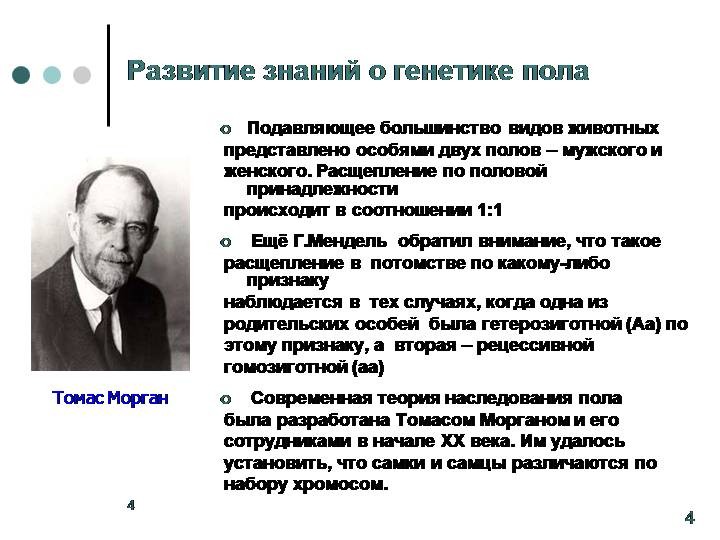 Развитие знаний о генетике пола
Подавляющее большинство видов животных
представлено особями двух полов – мужского и
женского. Расщепление по половой
принадлежности
происходит в соотношении 1:1
Ещё Г.Мендель обратил внимание, что такое
расщепление в потомстве по какому-либо
признаку
наблюдается в тех случаях, когда одна из
родительских особей была гетерозиготной (Аа) по
этому признаку, а вторая – рецессивной
гомозиготной (аа)
Томас Морган
Современная теория наследования пола
была разработана Томасом Морганом и его
сотрудниками в начале XX века. Им удалось
установить, что самки и самцы различаются по
набору хромосом.
4
4